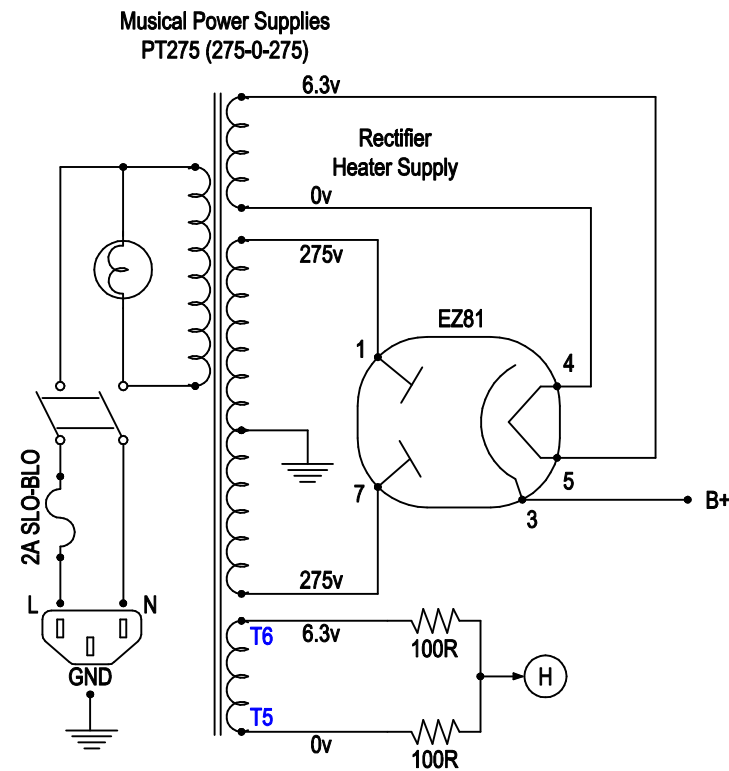 Musical Power Supplies
PT275 (275-0-275)
6.3v
Rectifier
Heater Supply
0v
275v
EZ81
1
4
5
7
3
B+
2A SLO-BLO
275v
L
N
GND
T6
6.3v
100R
H
T5
0v
100R